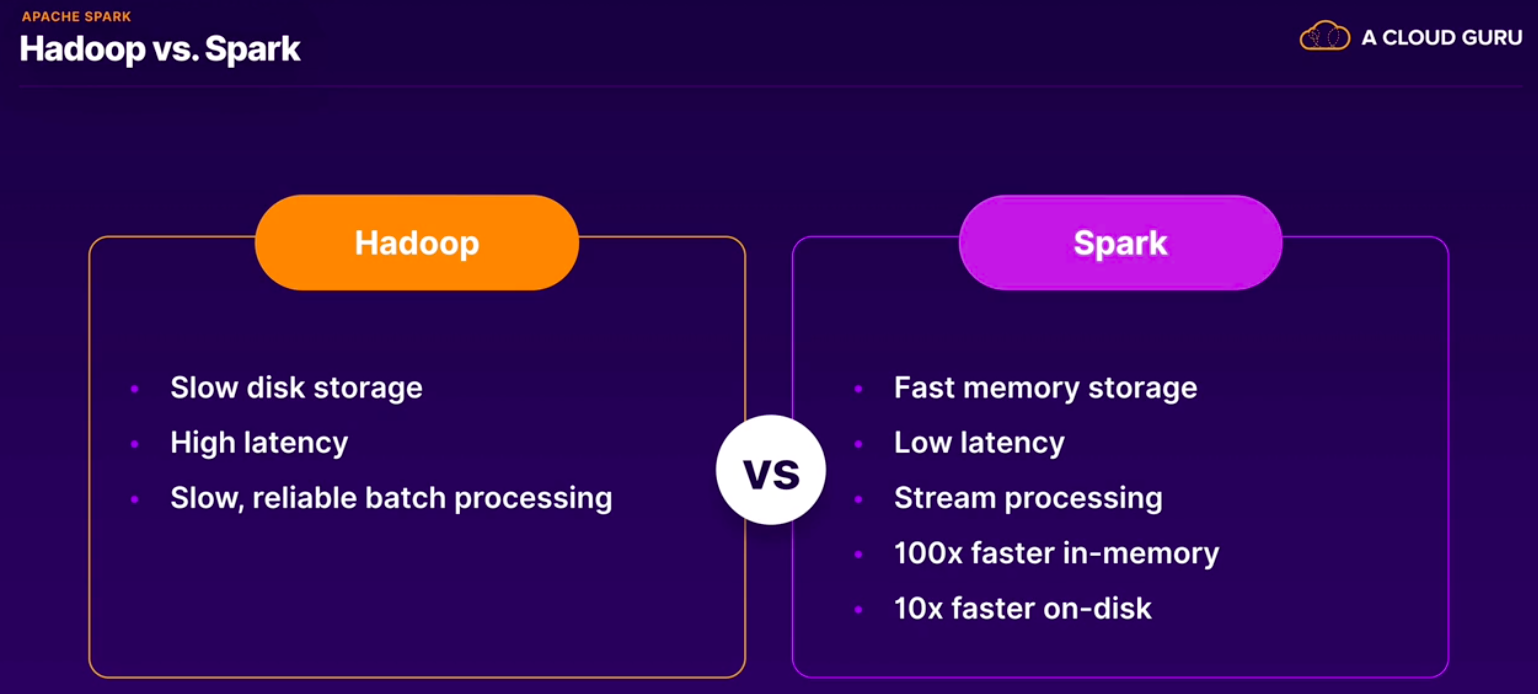 APACHE SPARK
Hadoop vs. Spark
A CLOUD GURU
Hadoop
Slow disk storage
High latency
Slow, reliable batch processing
vs
Spark
Fast memory storage
Low latency
Stream processing
100x faster in-memory
10x faster on-disk